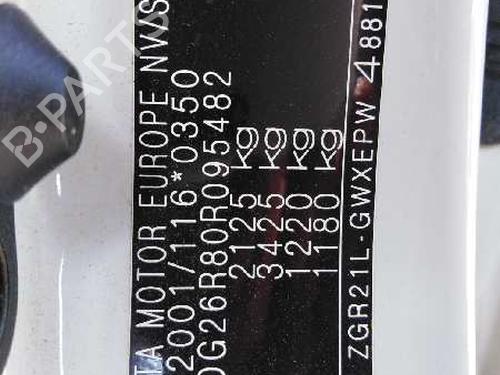 TA MOTOR EUROPE NV/S
2001/116*0350
DG26R80R095482
2125 kg
3425 kg
1220 kg
1180 kg
ZGR21L-GWXEPW 4881
B-PARTS